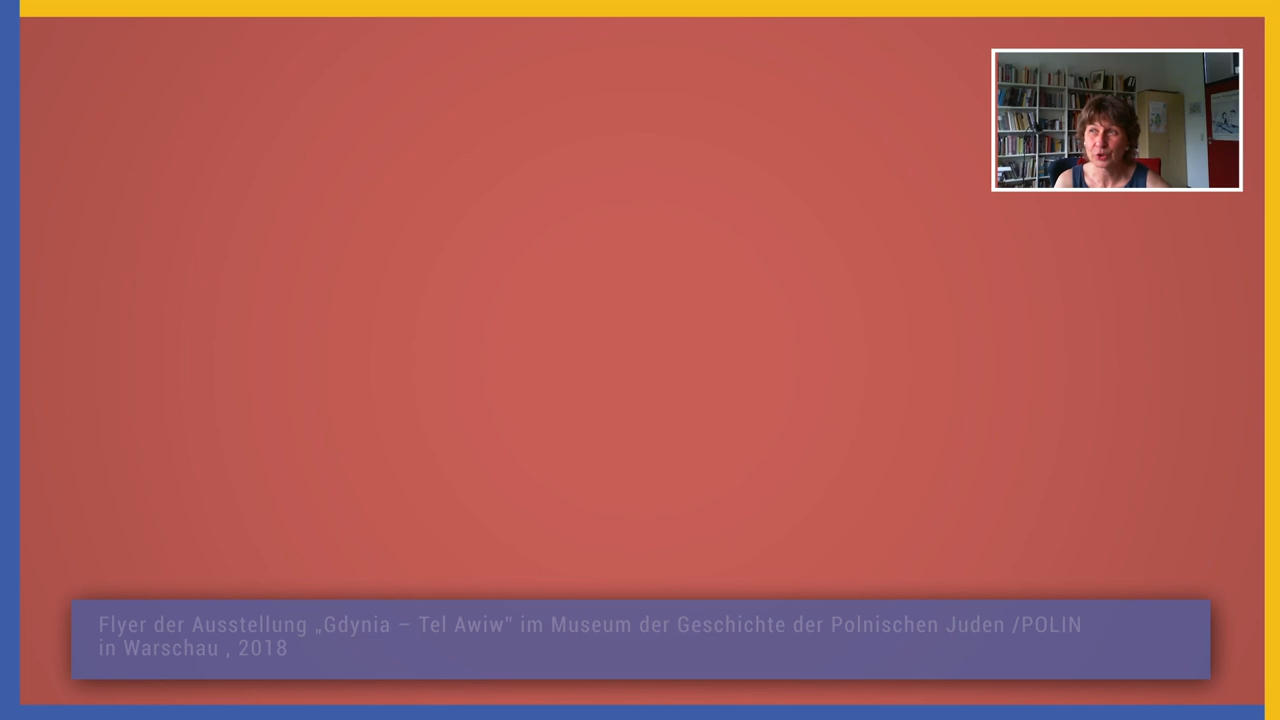 Flyer der Ausstellung „Gdynia – Tel Awiw“ im Museum der Geschichte der Polnischen Juden /POLIN
in Warschau , 2018